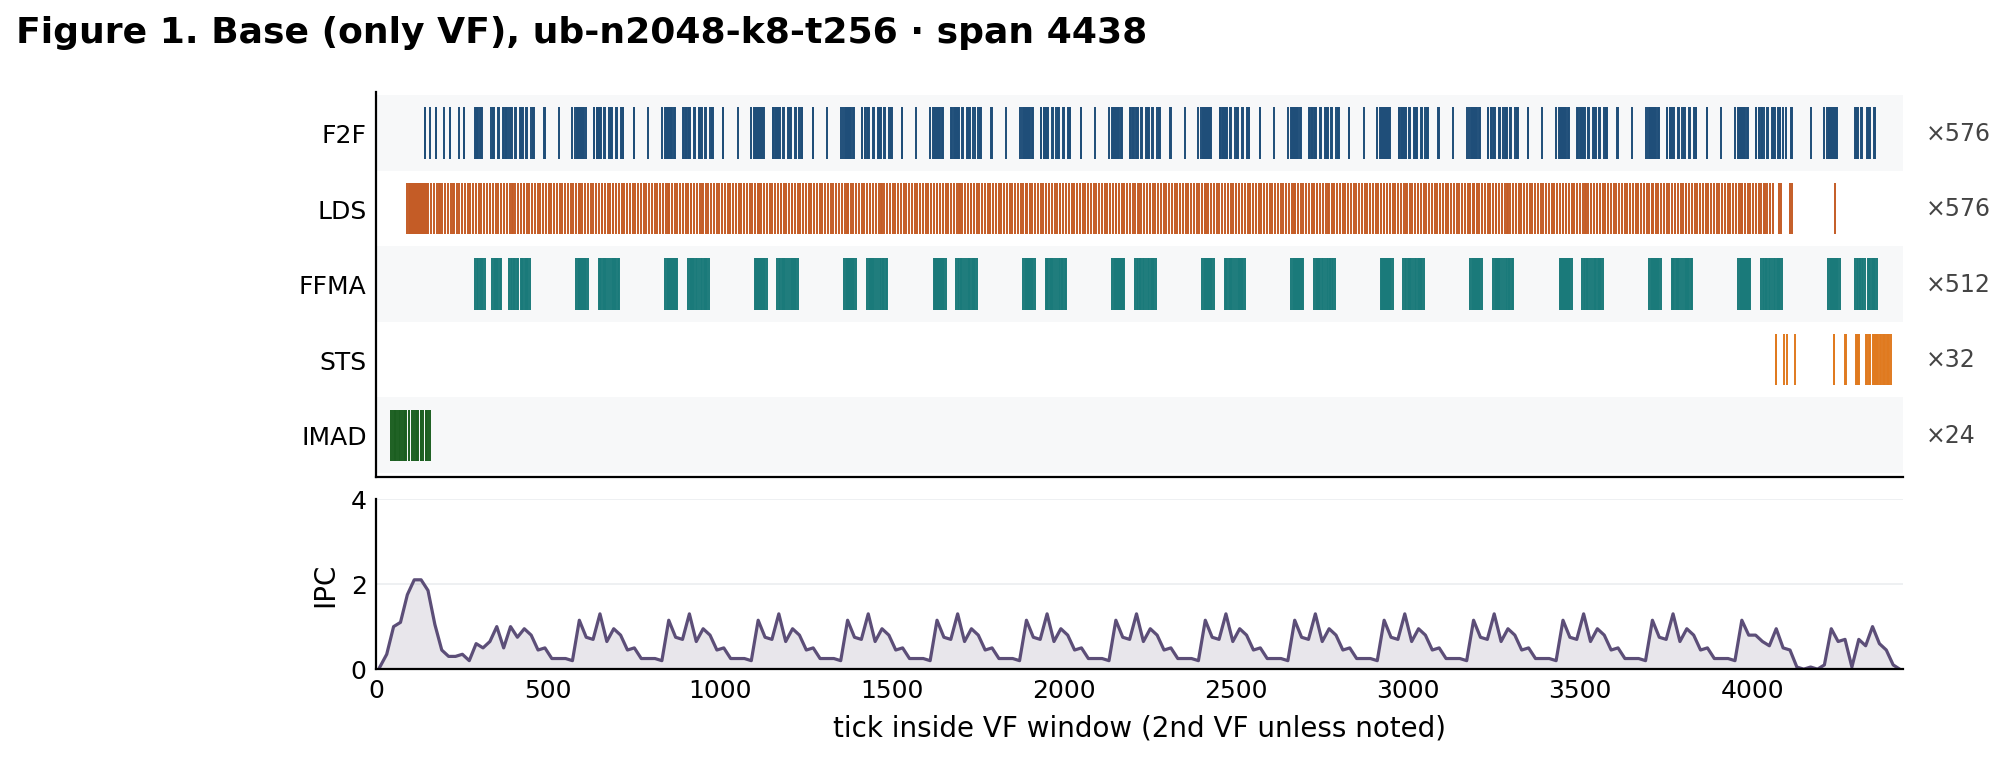 Figure 1. Base (only VF), ub-n2048-k8-t256 · span 4438
F2F ×576
LDS ×576
FFMA ×512
STS ×32
IMAD ×24
IPC
4
2
0
0 500 1000 1500 2000 2500 3000 3500 4000
tick inside VF window (2nd VF unless noted)